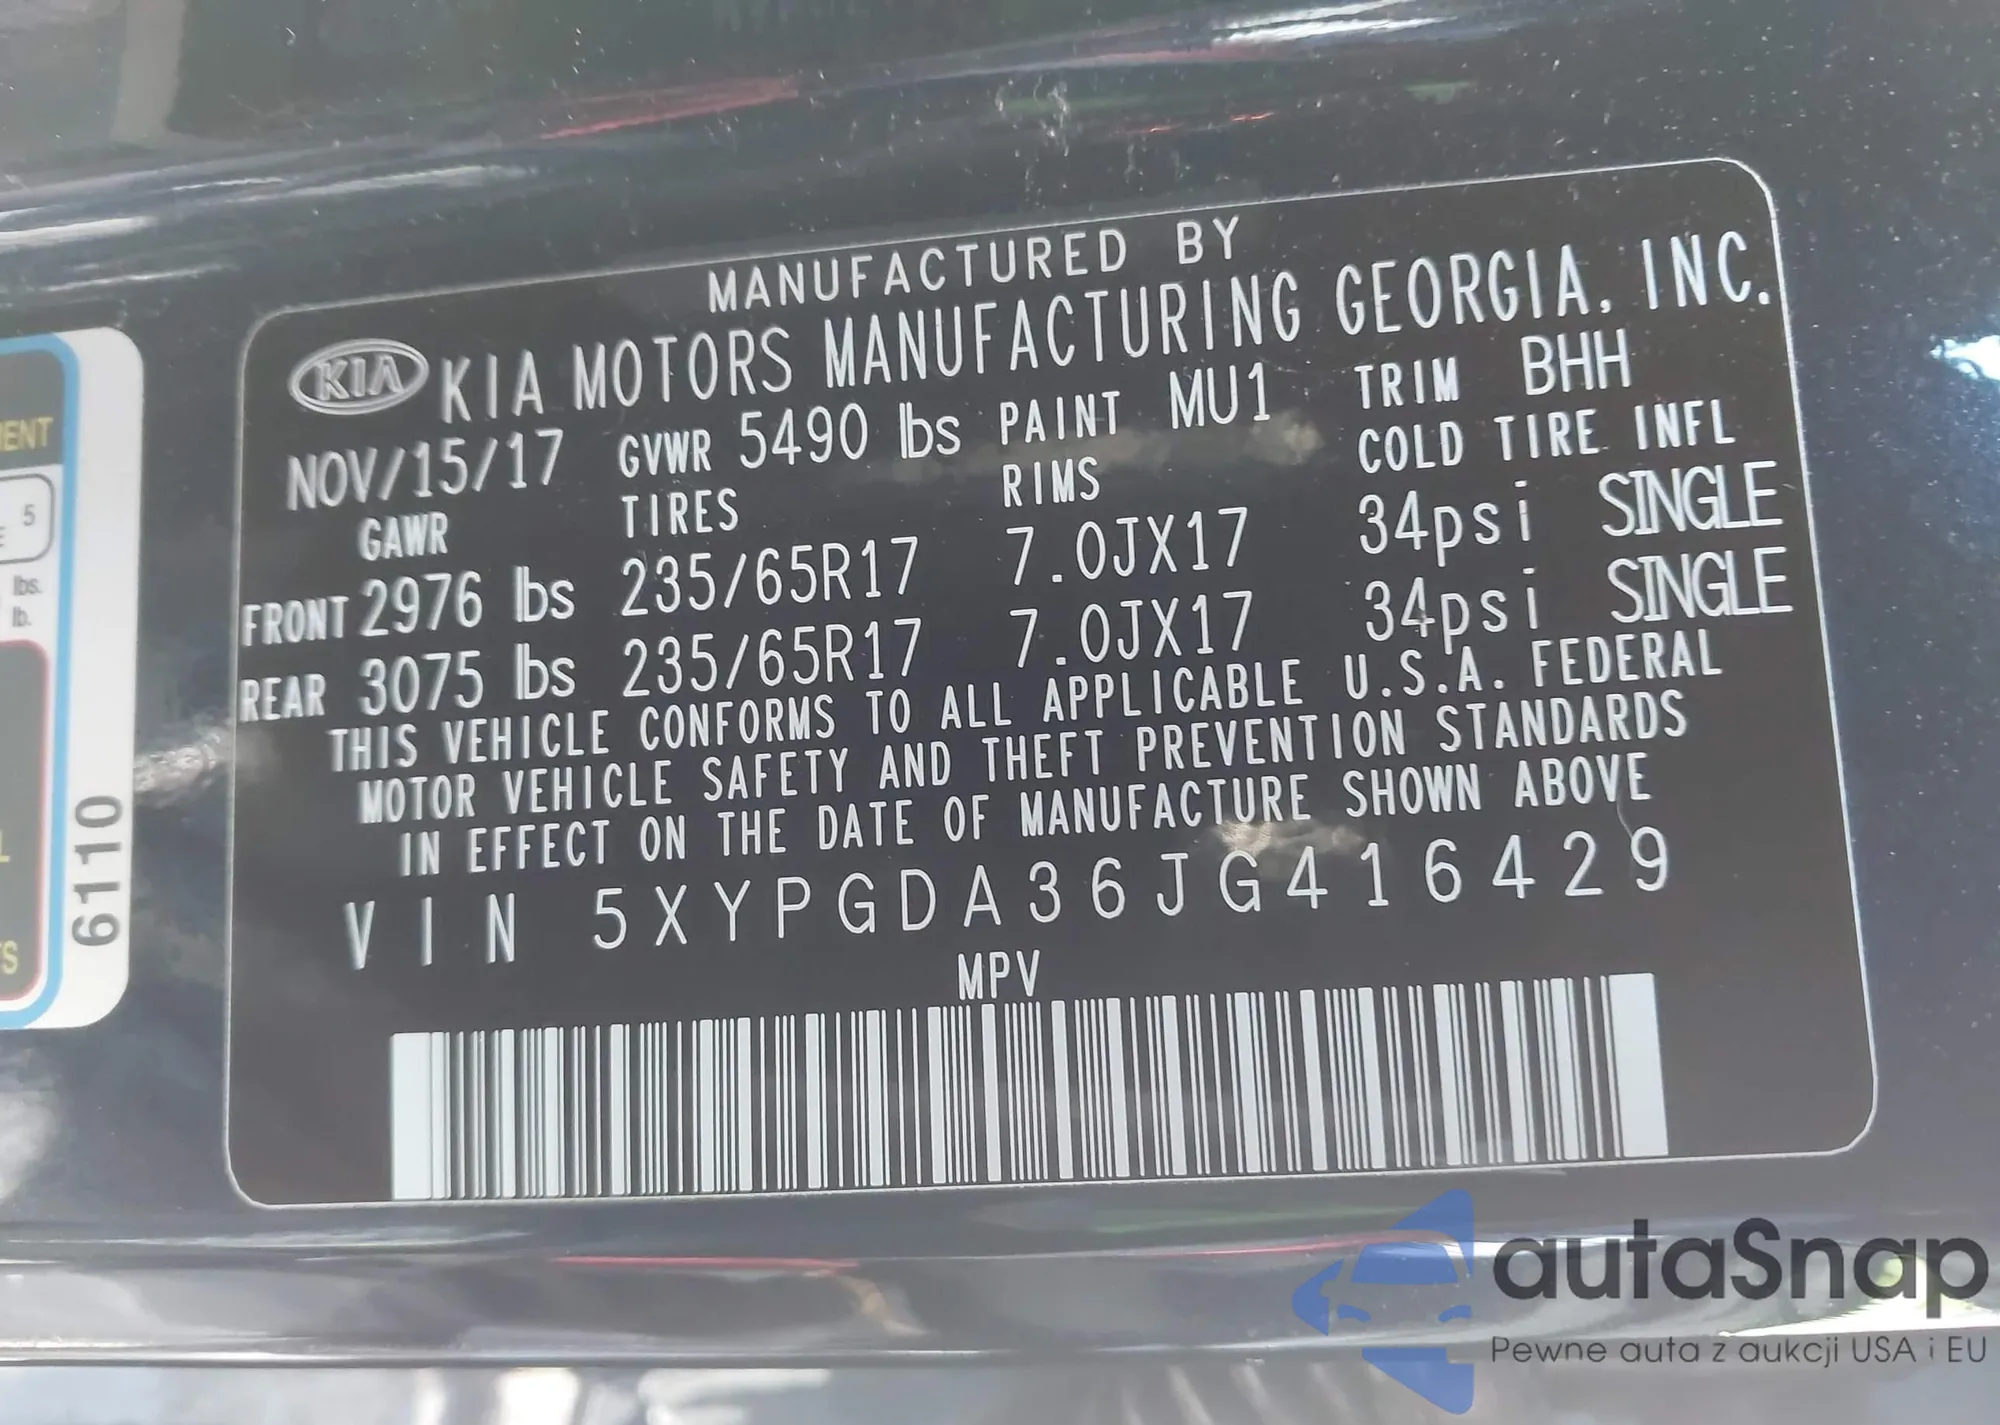 MANUFACTURED BY
KIA KIA MOTORS MANUFACTURING GEORGIA, INC.
NOV/15/17 GVWR 5490 lbs PAINT MU1 TRIM BHH
GAWR TIRES RIMS COLD TIRE INFL
FRONT 2976 lbs 235/65R17 7.0JX17 34psi SINGLE
REAR 3075 lbs 235/65R17 7.0JX17 34psi SINGLE
THIS VEHICLE CONFORMS TO ALL APPLICABLE U.S.A. FEDERAL
MOTOR VEHICLE SAFETY AND THEFT PREVENTION STANDARDS
IN EFFECT ON THE DATE OF MANUFACTURE SHOWN ABOVE
VIN 5XYPGDA36JG416429
MPV
5
lbs.
lb.
6110
autaSnap
Pewne auta z aukcji USA i EU